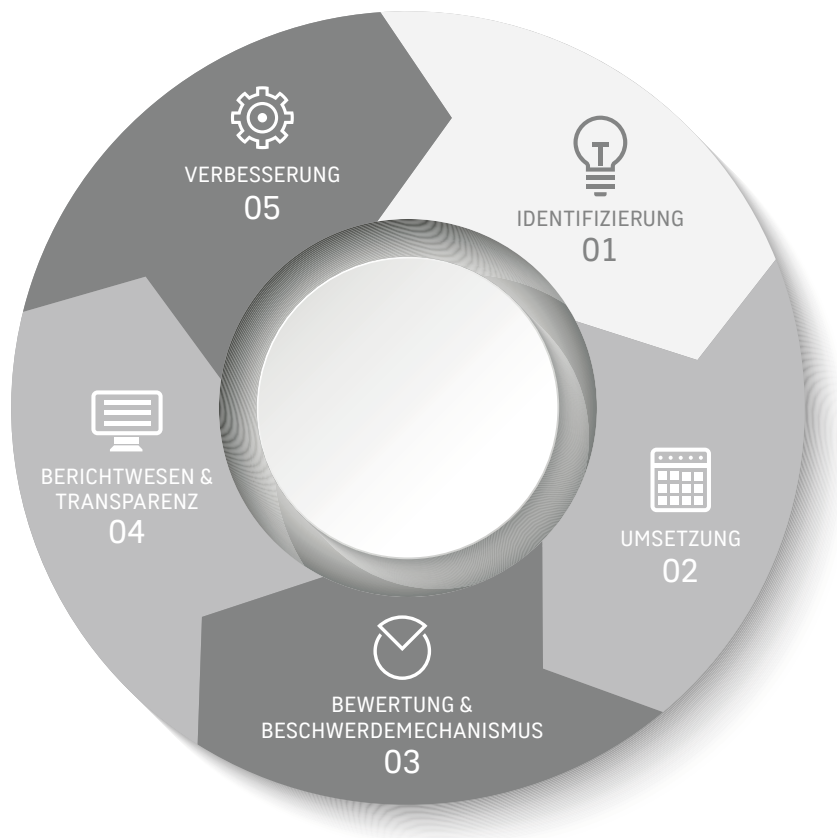 IDENTIFIZIERUNG
01
UMSETZUNG
02
BEWERTUNG &
BESCHWERDEMECHANISMUS
03
BERICHTWESEN &
TRANSPARENZ
04
VERBESSERUNG
05